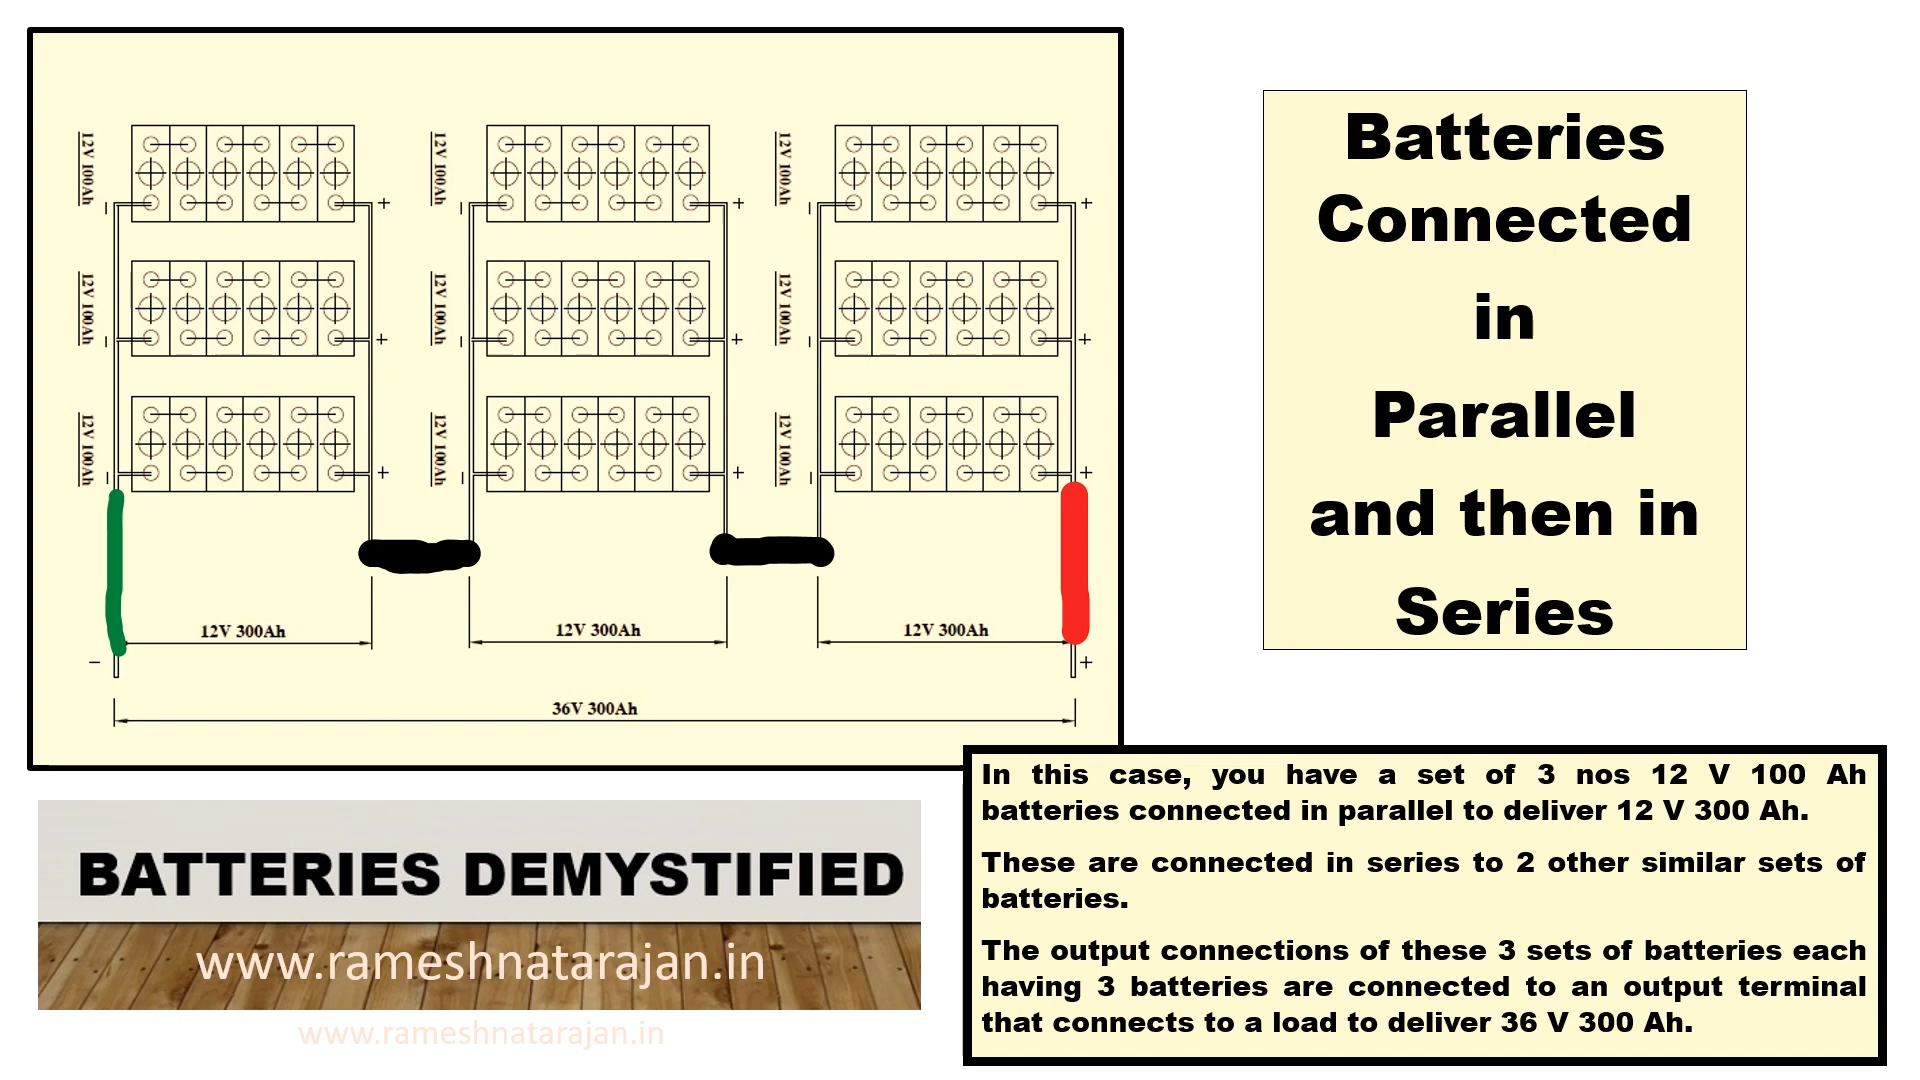 12V 100Ah
12V 100Ah
12V 100Ah
− +
− +
− +
12V 100Ah
12V 100Ah
12V 100Ah
− +
− +
− +
12V 100Ah
12V 100Ah
12V 100Ah
− +
− +
− +
12V 300Ah
12V 300Ah
12V 300Ah
− +
36V 300Ah
Batteries
Connected
in
Parallel
and then in
Series
In this case, you have a set of 3 nos 12 V 100 Ah
batteries connected in parallel to deliver 12 V 300 Ah.
These are connected in series to 2 other similar sets of
batteries.
The output connections of these 3 sets of batteries each
having 3 batteries are connected to an output terminal
that connects to a load to deliver 36 V 300 Ah.
BATTERIES DEMYSTIFIED
www.rameshnatarajan.in
www.rameshnatarajan.in